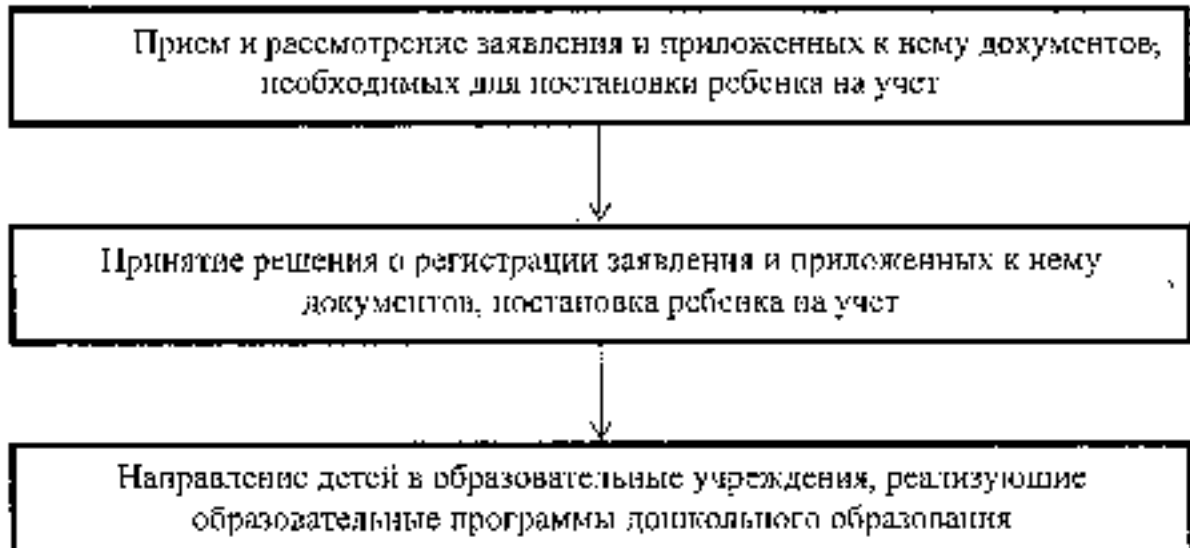 Прием и рассмотрение заявления и приложенных к нему документов,
необходимых для постановки ребенка на учет
Принятие решения о регистрации заявления и приложенных к нему
документов, постановка ребенка на учет
Направление детей в образовательные учреждения, реализующие
образовательные программы дошкольного образования